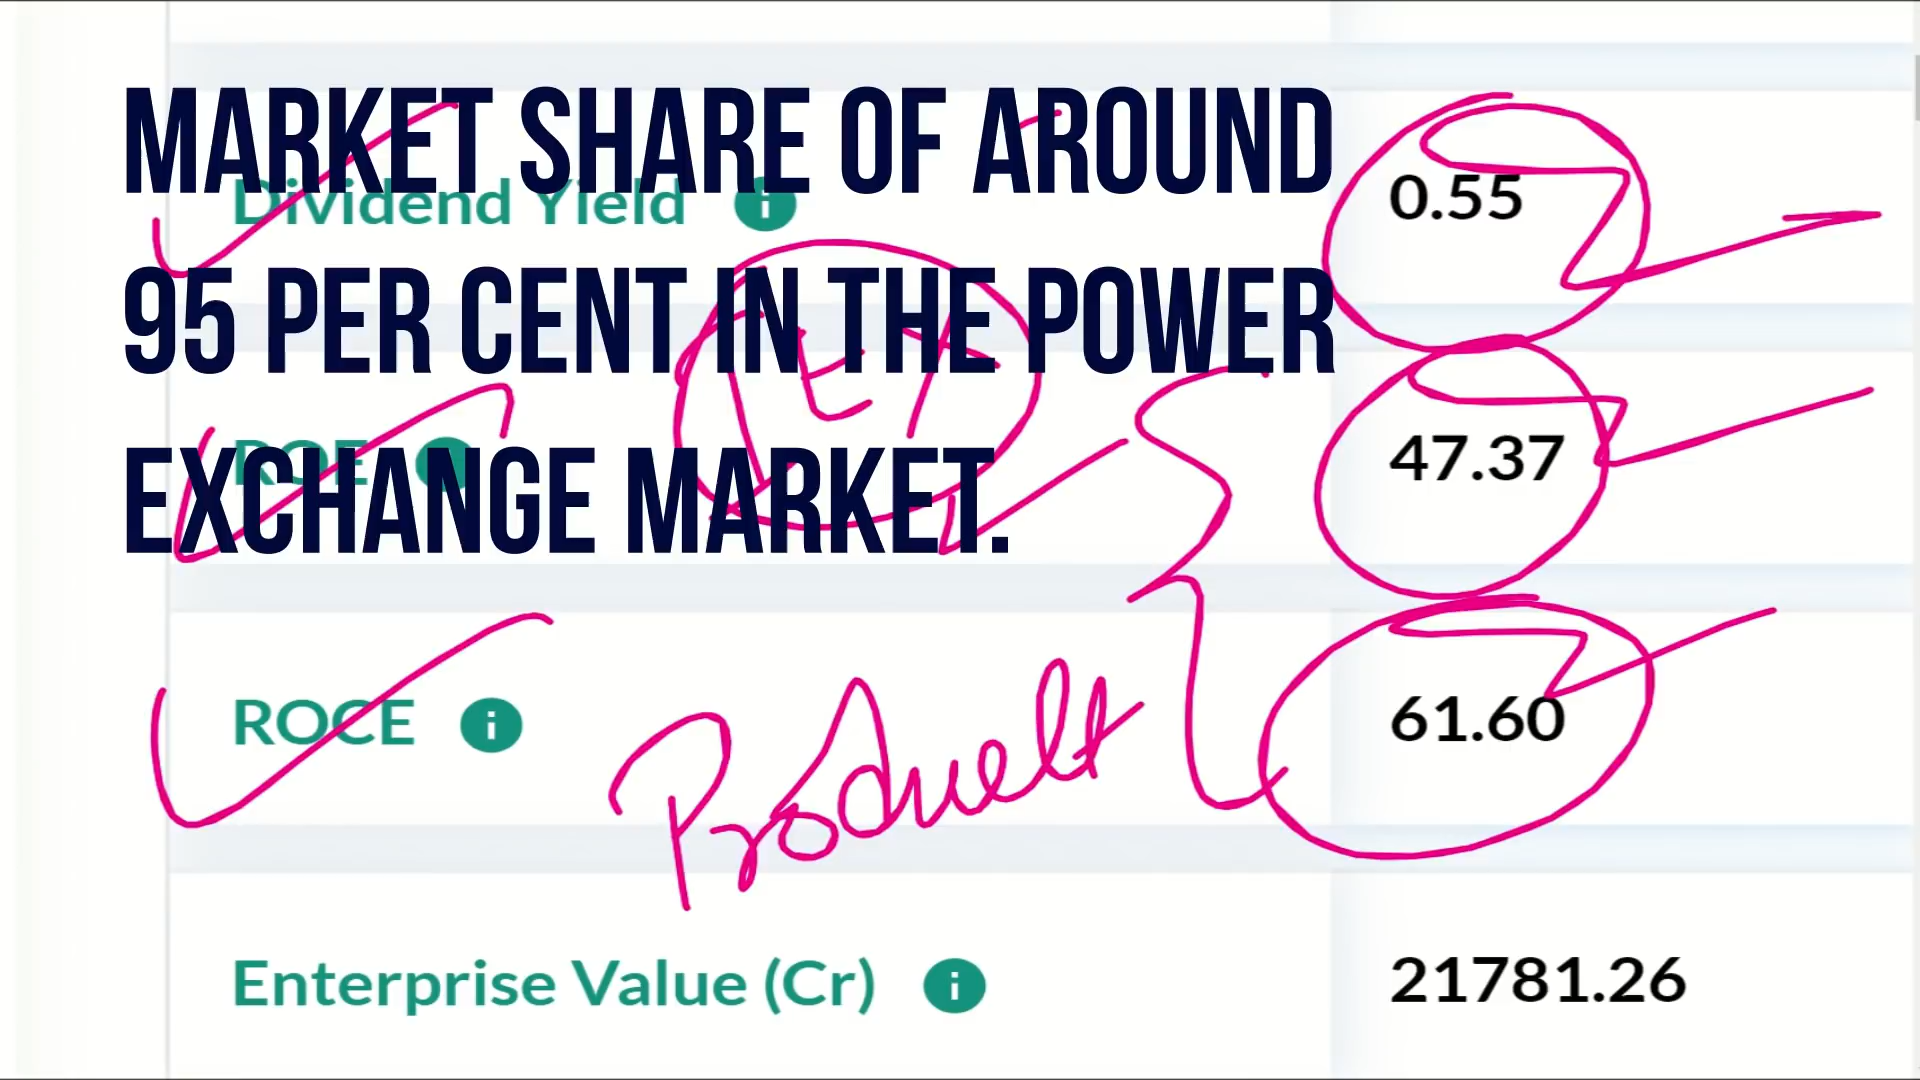 MARKET SHARE OF AROUND
Dividend Yield i 0.55
95 PER CENT IN THE POWER
ROE 47.37
EXCHANGE MARKET.
ROCE i 61.60
Enterprise Value (Cr) i 21781.26